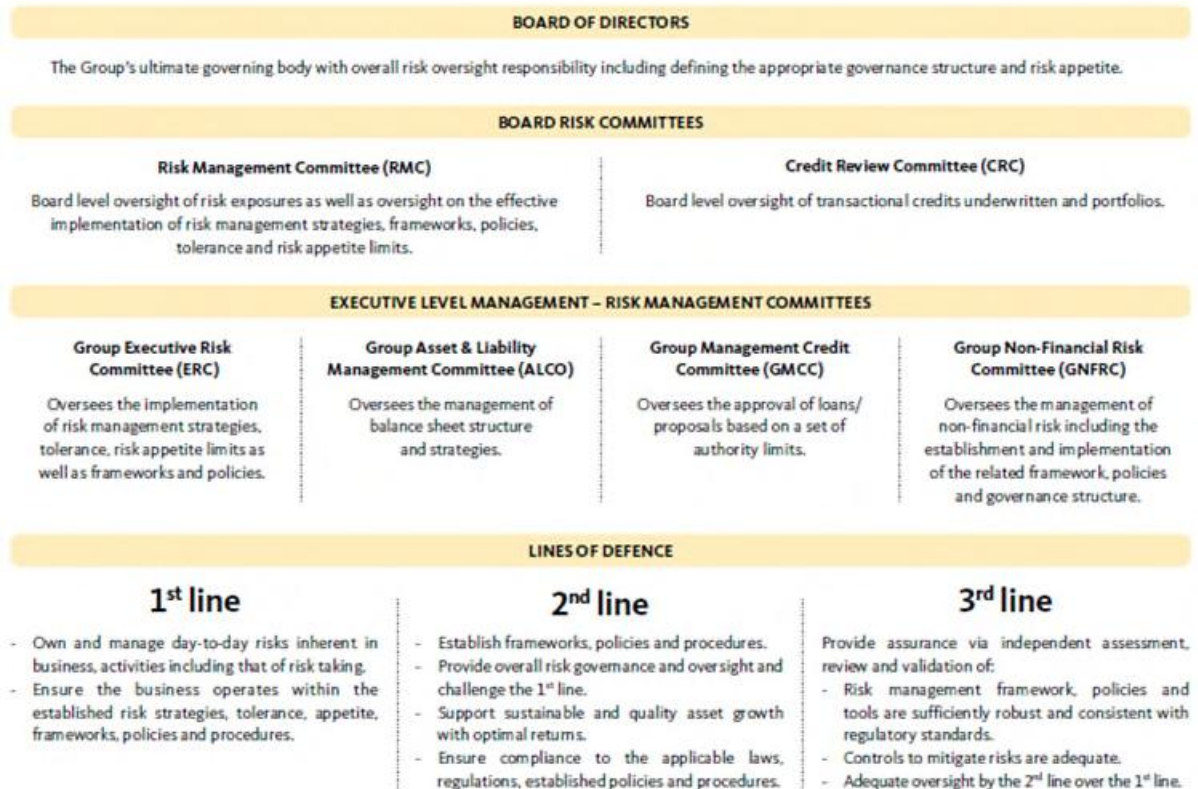 BOARD OF DIRECTORS
The Group's ultimate governing body with overall risk oversight responsibility including defining the appropriate governance structure and risk appetite.
BOARD RISK COMMITTEES
Risk Management Committee (RMC)
Board level oversight of risk exposures as well as oversight on the effective
implementation of risk management strategies, frameworks, policies,
tolerance and risk appetite limits.
Credit Review Committee (CRC)
Board level oversight of transactional credits underwritten and portfolios.
EXECUTIVE LEVEL MANAGEMENT – RISK MANAGEMENT COMMITTEES
Group Executive Risk
Committee (ERC)
Oversees the implementation
of risk management strategies,
tolerance, risk appetite limits as
well as frameworks and policies.
Group Asset & Liability
Management Committee (ALCO)
Oversees the management of
balance sheet structure
and strategies.
Group Management Credit
Committee (GMCC)
Oversees the approval of loans/
proposals based on a set of
authority limits.
Group Non-Financial Risk
Committee (GNFRC)
Oversees the management of
non-financial risk including the
establishment and implementation
of the related framework, policies
and governance structure.
LINES OF DEFENCE
1st line
- Own and manage day-to-day risks inherent in
business, activities including that of risk taking.
- Ensure the business operates within the
established risk strategies, tolerance, appetite,
frameworks, policies and procedures.
2nd line
- Establish frameworks, policies and procedures.
- Provide overall risk governance and oversight and
challenge the 1st line.
- Support sustainable and quality asset growth
with optimal returns.
- Ensure compliance to the applicable laws,
regulations, established policies and procedures.
3rd line
Provide assurance via independent assessment,
review and validation of:
- Risk management framework, policies and
tools are sufficiently robust and consistent with
regulatory standards.
- Controls to mitigate risks are adequate.
- Adequate oversight by the 2nd line over the 1st line.